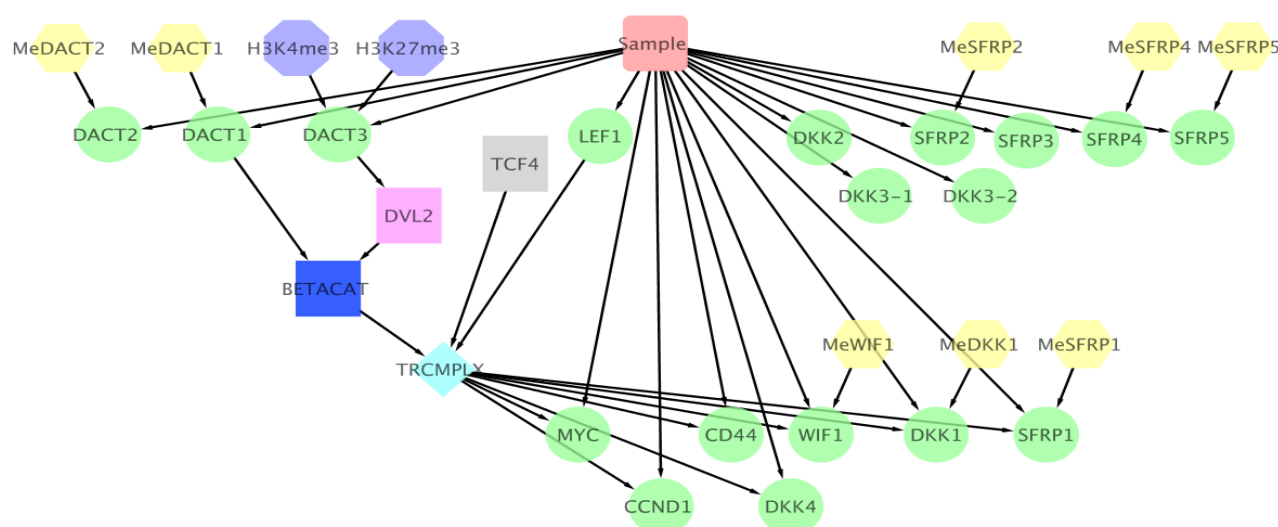 MeDACT2
MeDACT1
H3K4me3
H3K27me3
Sample
MeSFRP2
MeSFRP4
MeSFRP5
DACT2
DACT1
DACT3
LEF1
DKK2
SFRP2
SFRP3
SFRP4
SFRP5
TCF4
DKK3-1
DKK3-2
DVL2
BETACAT
MeWIF1
MeDKK1
MeSFRP1
TRCMPLX
MYC
CD44
WIF1
DKK1
SFRP1
CCND1
DKK4